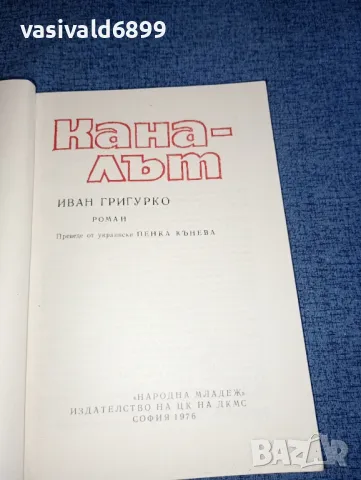 vasivald6899
Кана-
лът
ИВАН ГРИГУРКО
РОМАН
Преведе от украински ПЕНКА КЪНЕВА
«НАРОДНА МЛАДЕЖ»
ИЗДАТЕЛСТВО НА ЦК НА ДКМС
СОФИЯ 1976
BAZAR